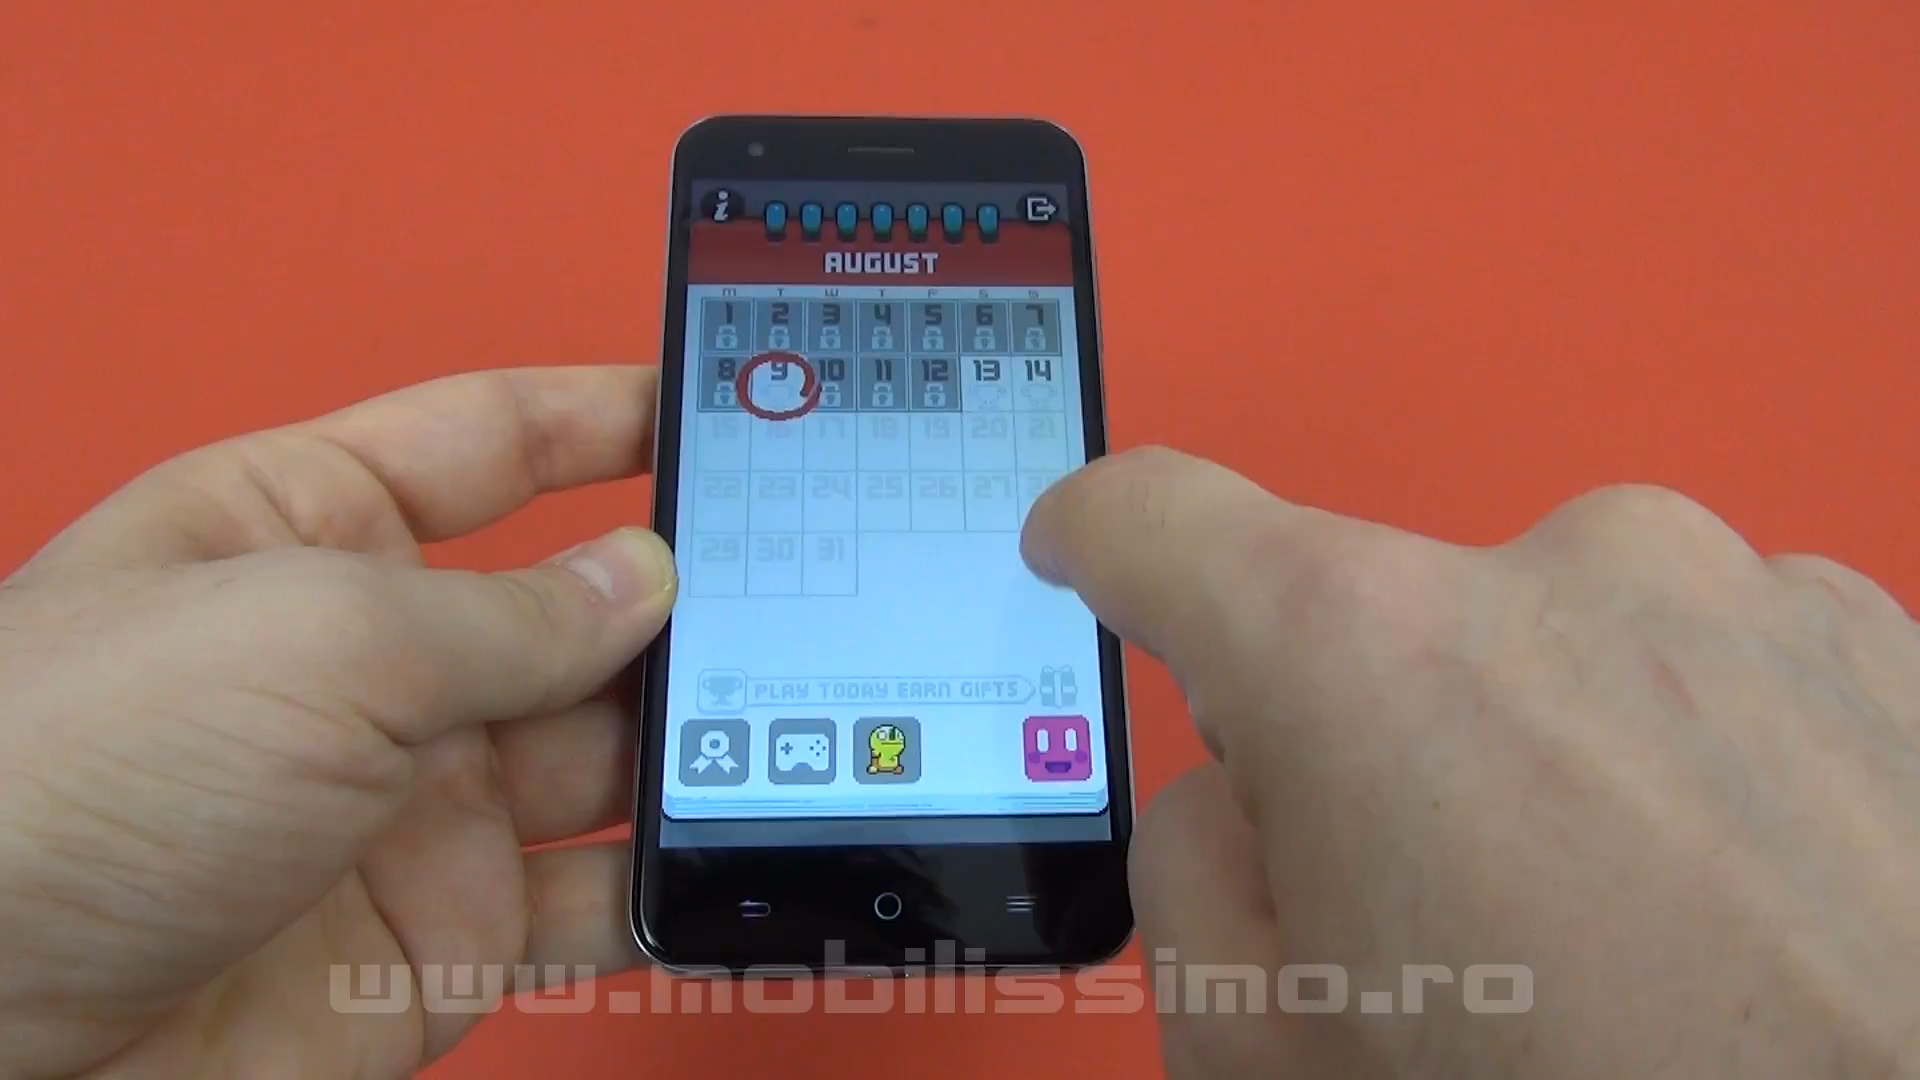 i
AUGUST
M T W T F S S
1 2 3 4 5 6 7
8 9 10 11 12 13 14
15 16 17 18 19 20 21
22 23 24 25 26 27 28
29 30 31
PLAY TODAY EARN GIFTS
www.mobilissimo.ro